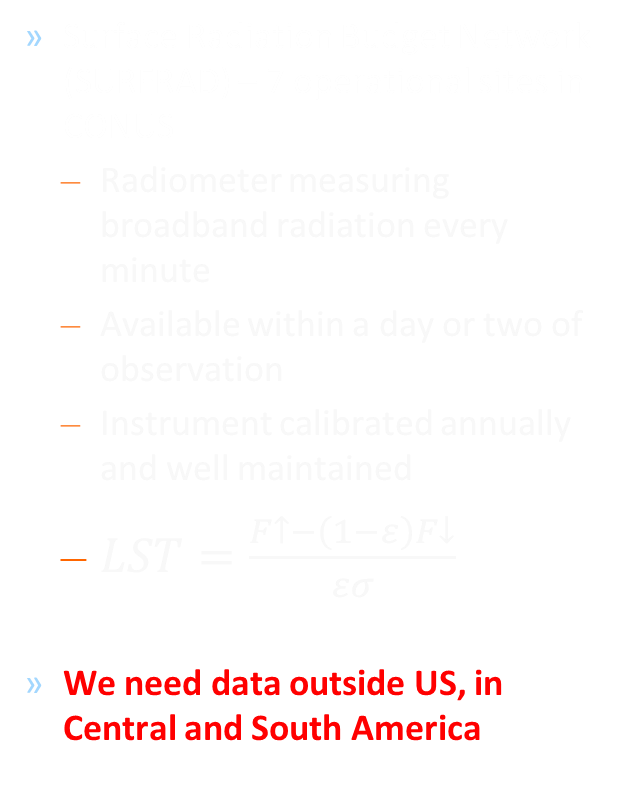 »
– Radiometer measuring
broadband radiation every
minute
– Available within a day or two of
observation
– Instrument calibrated annually
and well maintained
– LST = F↑−(1−ε)F↓ / εσ
» We need data outside US, in
Central and South America